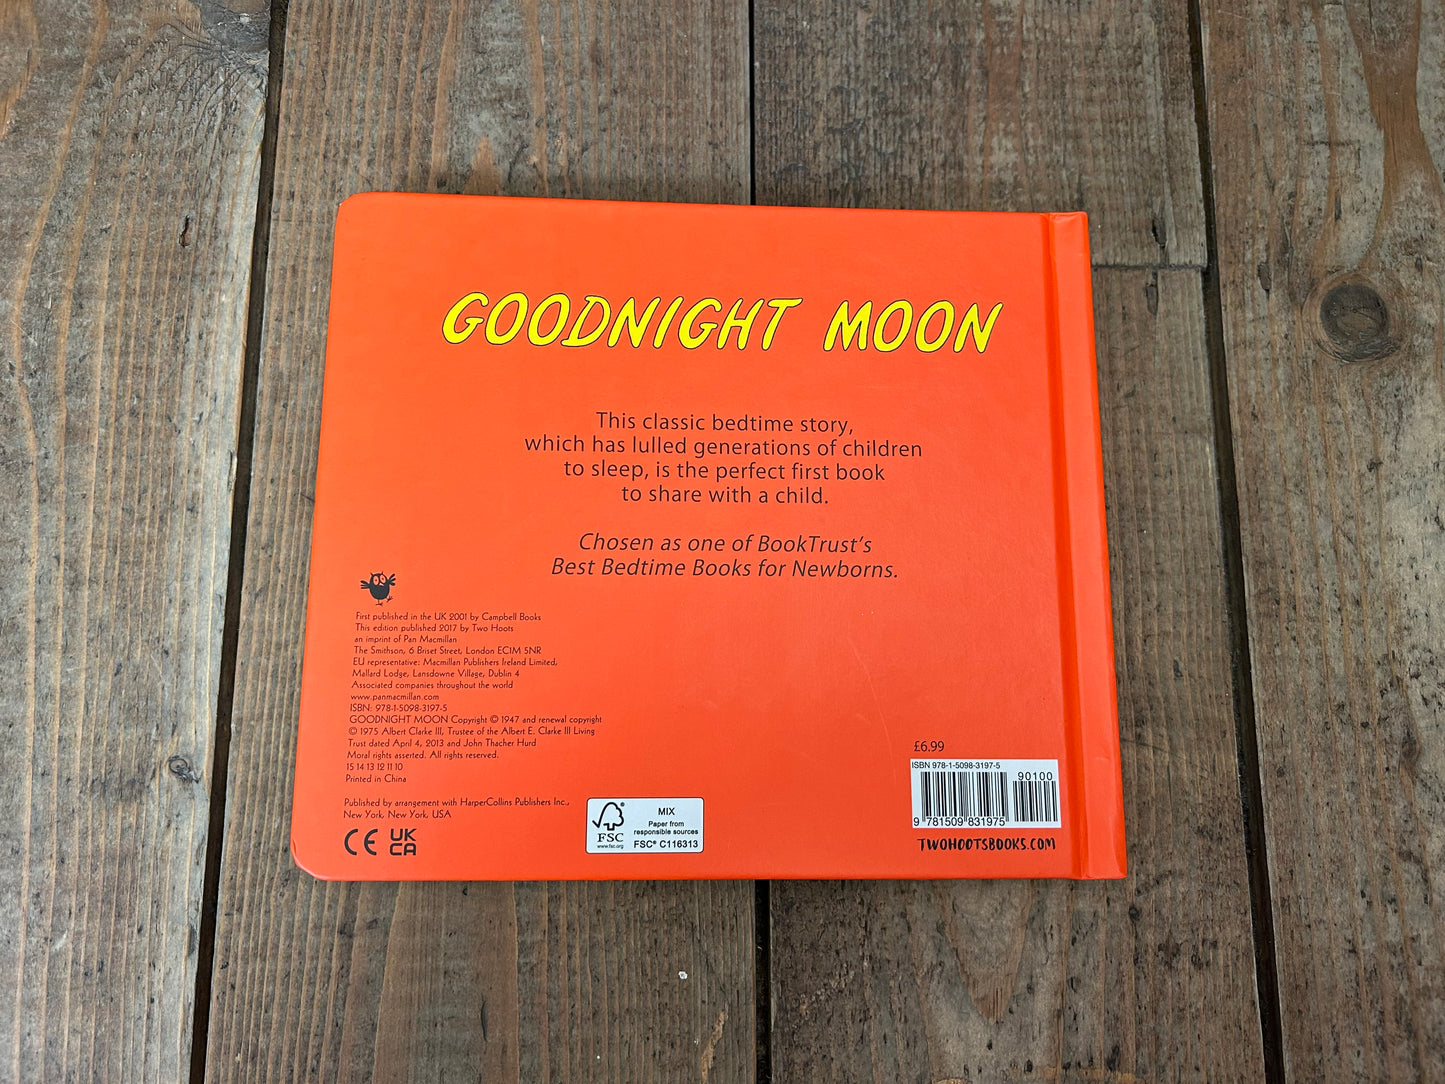 GOODNIGHT MOON
This classic bedtime story,
which has lulled generations of children
to sleep, is the perfect first book
to share with a child.
Chosen as one of BookTrust's
Best Bedtime Books for Newborns.
First published in the UK 2001 by Campbell Books
This edition published 2017 by Two Hoots
an imprint of Pan Macmillan
The Smithson, 6 Briset Street, London EC1M 5NR
EU representative: Macmillan Publishers Ireland Limited,
Mallard Lodge, Lansdowne Village, Dublin 4
Associated companies throughout the world
www.panmacmillan.com
ISBN: 978-1-5098-3197-5
GOODNIGHT MOON Copyright © 1947 and renewal copyright
© 1975 Albert Clarke III, Trustee of the Albert E. Clarke III Living
Trust dated April 4, 2013 and John Thacher Hurd
Moral rights asserted. All rights reserved.
15 14 13 12 11 10
Printed in China
Published by arrangement with HarperCollins Publishers Inc.,
New York, New York, USA
CE UK
CA
FSC
www.fsc.org
MIX
Paper from
responsible sources
FSC® C116313
£6.99
ISBN 978-1-5098-3197-5
90100
9 781509 831975
TWOHOOTSBOOKS.COM